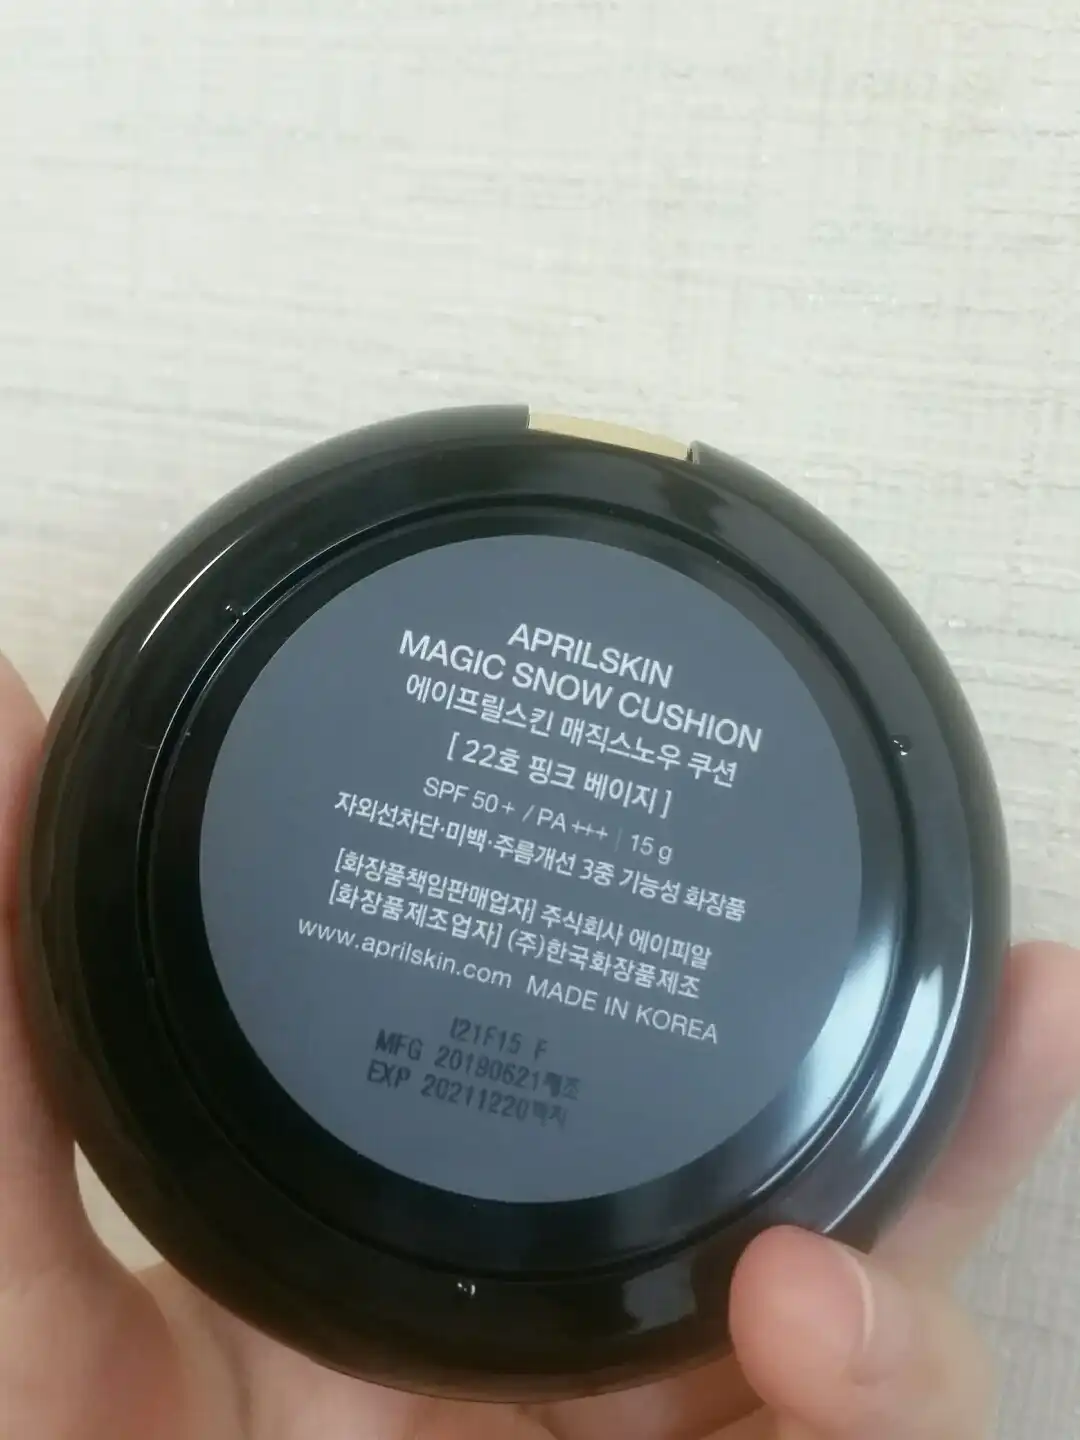 APRILSKIN
MAGIC SNOW CUSHION
에이프릴스킨 매직스노우 쿠션
[ 22호 핑크 베이지 ]
SPF 50+ / PA +++ | 15 g
자외선차단·미백·주름개선 3중 기능성 화장품
[화장품책임판매업자] 주식회사 에이피알
[화장품제조업자] (주)한국화장품제조
www.aprilskin.com MADE IN KOREA
I21F15 F
MFG 20190621제조
EXP 20211220까지